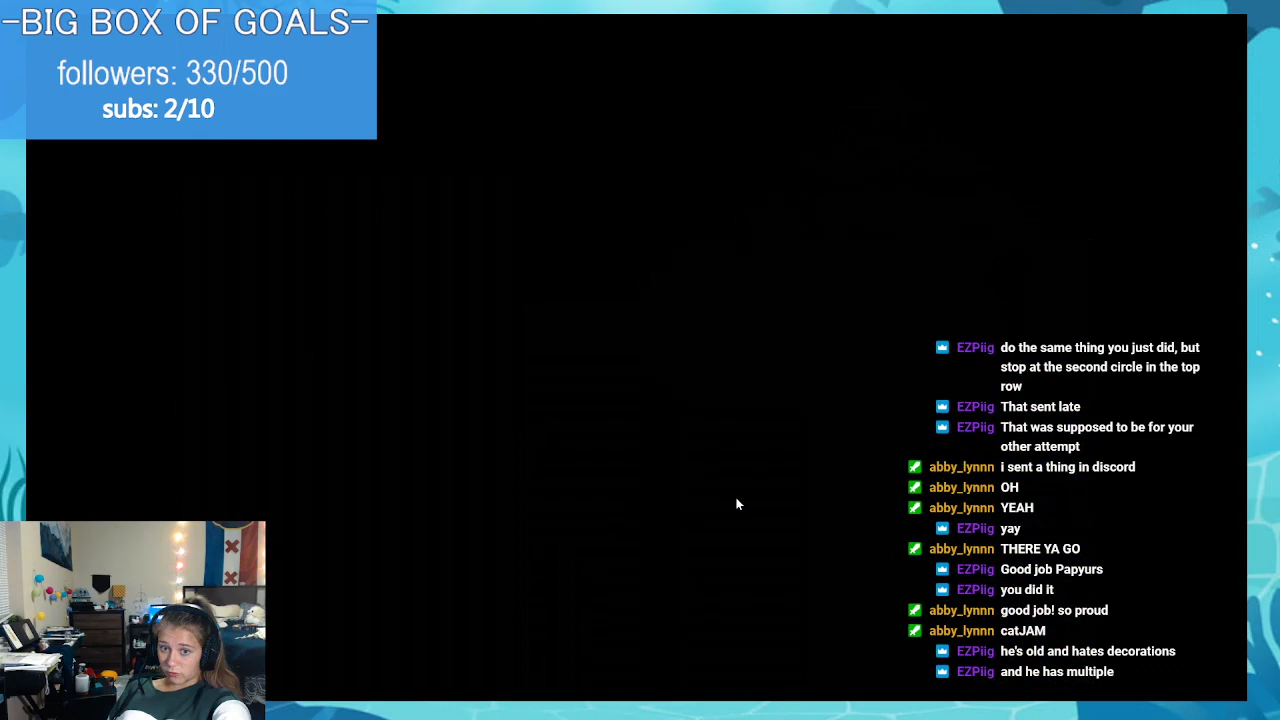 -BIG BOX OF GOALS-
followers: 330/500
subs: 2/10
EZPiig do the same thing you just did, but
stop at the second circle in the top
row
EZPiig That sent late
EZPiig That was supposed to be for your
other attempt
abby_lynnn i sent a thing in discord
abby_lynnn OH
abby_lynnn YEAH
EZPiig yay
abby_lynnn THERE YA GO
EZPiig Good job Papyurs
EZPiig you did it
abby_lynnn good job! so proud
abby_lynnn catJAM
EZPiig he's old and hates decorations
EZPiig and he has multiple